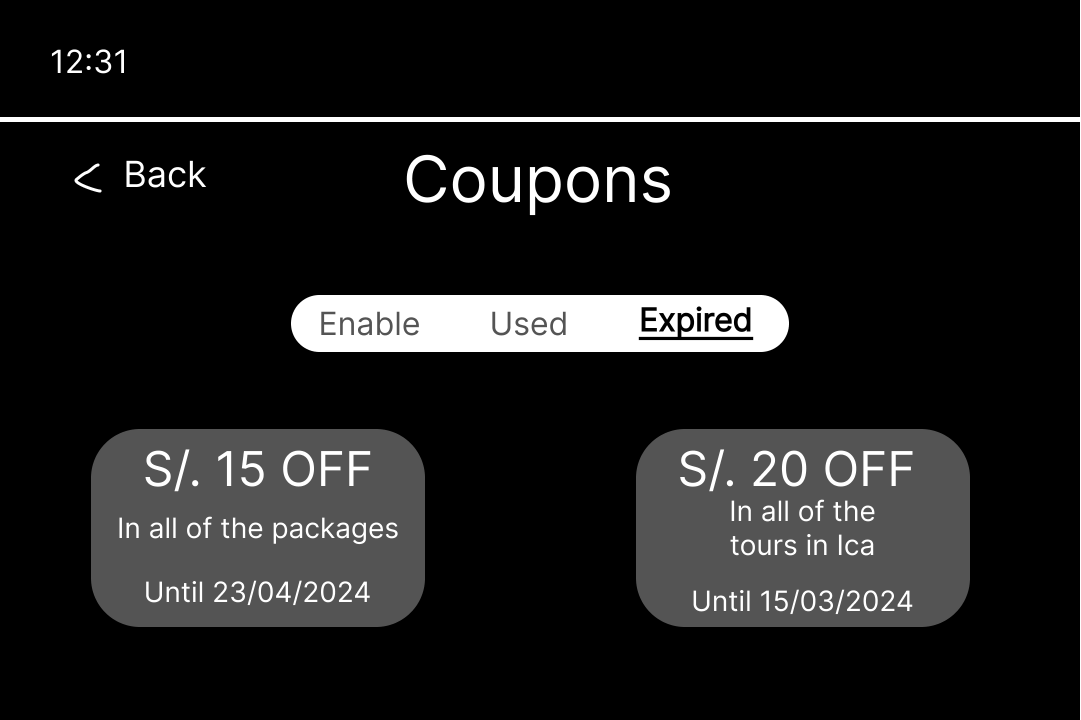 12:31
Back
Coupons
Enable Used Expired
S/. 15 OFF
In all of the packages
Until 23/04/2024
S/. 20 OFF
In all of the
tours in Ica
Until 15/03/2024